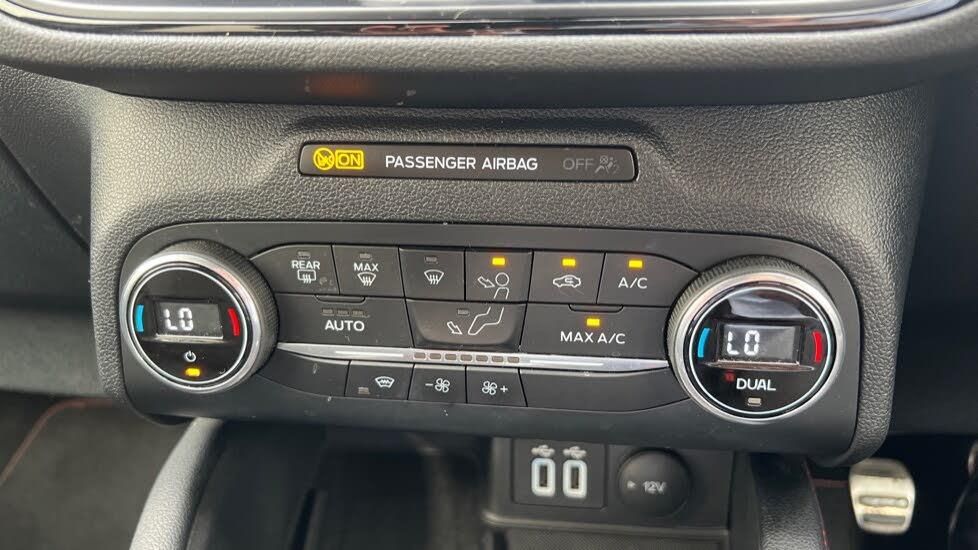 ON PASSENGER AIRBAG OFF
REAR
MAX
A/C
LO
AUTO
MAX A/C
LO
DUAL
- +
12V